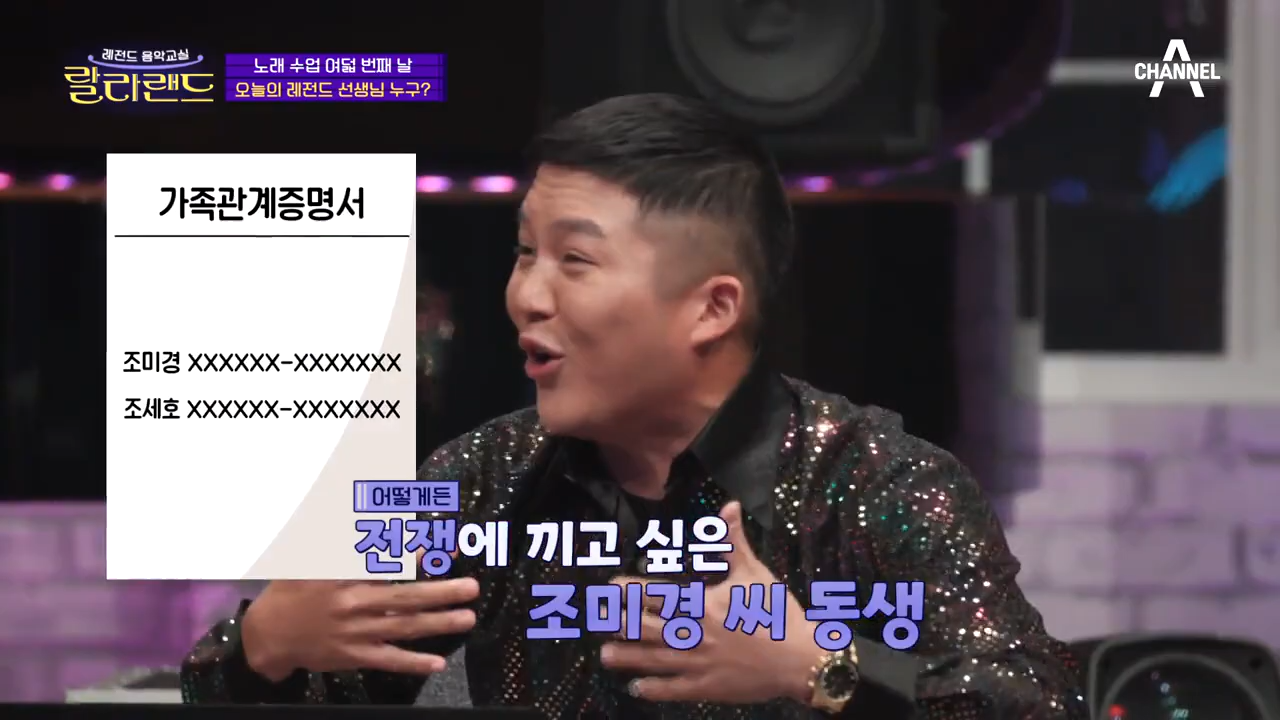 레전드 음악교실
랄라랜드
노래 수업 여덟 번째 날
오늘의 레전드 선생님 누구?
CHANNEL A
가족관계증명서
조미경 XXXXXX-XXXXXXX
조세호 XXXXXX-XXXXXXX
어떻게든
전쟁에 끼고 싶은
조미경 씨 동생